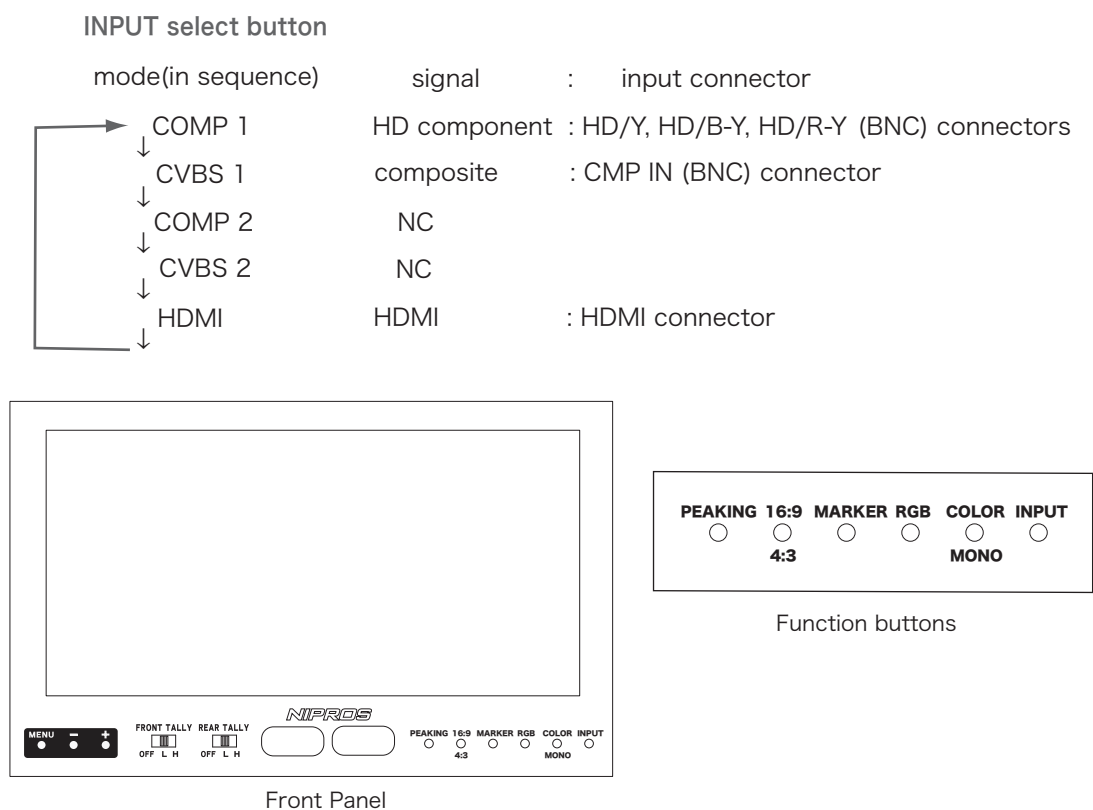 INPUT select button
mode(in sequence) signal : input connector
COMP 1 HD component : HD/Y, HD/B-Y, HD/R-Y (BNC) connectors
↓
CVBS 1 composite : CMP IN (BNC) connector
↓
COMP 2 NC
↓
CVBS 2 NC
↓
HDMI HDMI : HDMI connector
↓
PEAKING 16:9 MARKER RGB COLOR INPUT
4:3 MONO
Function buttons
NIPROS
MENU − + FRONT TALLY REAR TALLY PEAKING 16:9 MARKER RGB COLOR INPUT
OFF L H OFF L H 4:3 MONO
Front Panel